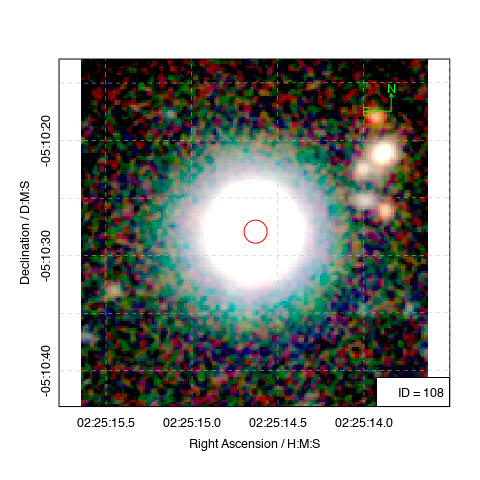 N
-05:10:20
-05:10:30
-05:10:40
Declination / D:M:S
ID = 108
02:25:15.5 02:25:15.0 02:25:14.5 02:25:14.0
Right Ascension / H:M:S